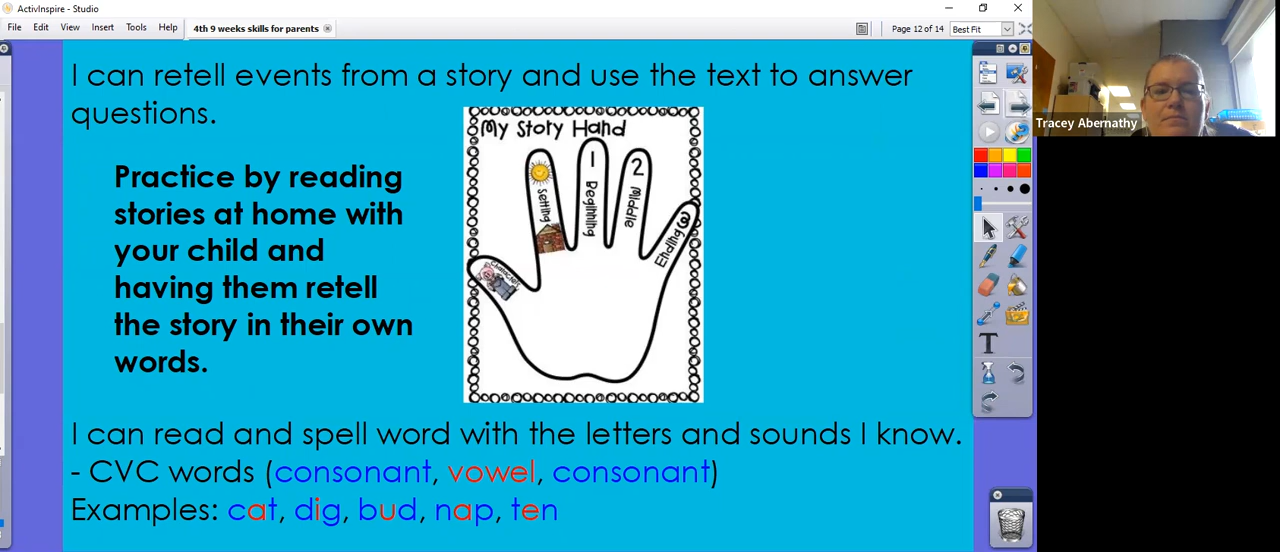 ActivInspire - Studio
File Edit View Insert Tools Help
4th 9 weeks skills for parents
Page 12 of 14
Best Fit
I can retell events from a story and use the text to answer
questions.
Practice by reading
stories at home with
your child and
having them retell
the story in their own
words.
My Story Hand
Characters
Setting
1
Beginning
2
Middle
Ending
3
I can read and spell word with the letters and sounds I know.
- CVC words (consonant, vowel, consonant)
Examples: cat, dig, bud, nap, ten
T
Tracey Abernathy